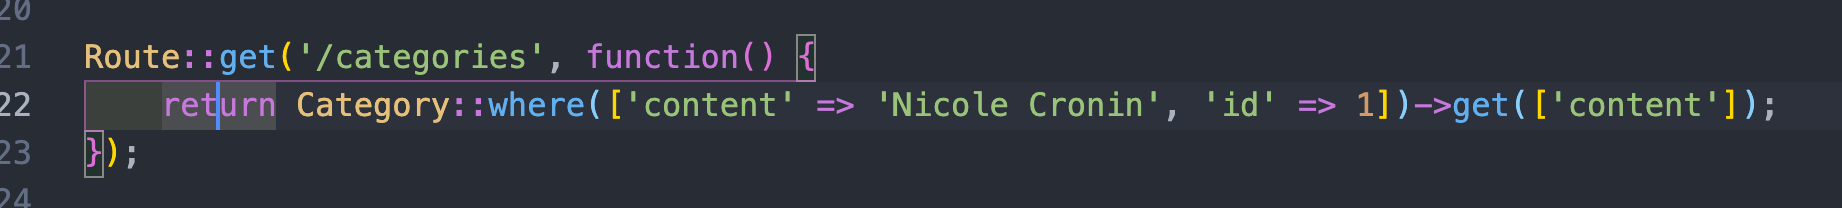 20
21 Route::get('/categories', function() {
22 return Category::where(['content' => 'Nicole Cronin', 'id' => 1])->get(['content']);
23 });
24